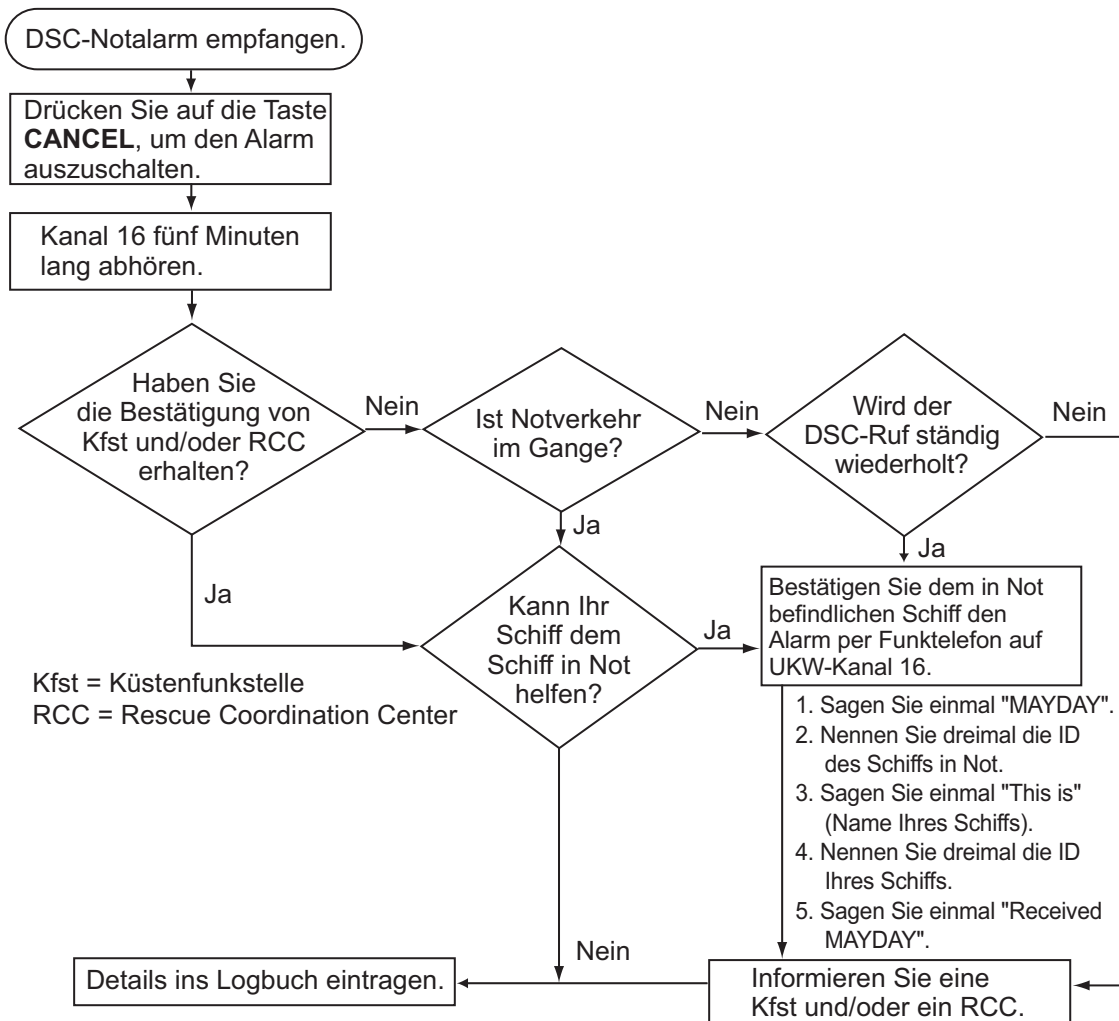 DSC-Notalarm empfangen.
Drücken Sie auf die Taste
CANCEL, um den Alarm
auszuschalten.
Kanal 16 fünf Minuten
lang abhören.
Haben Sie
die Bestätigung von
Kfst und/oder RCC
erhalten?
Nein
Ist Notverkehr
im Gange?
Nein
Wird der
DSC-Ruf ständig
wiederholt?
Nein
Ja
Ja
Ja
Kann Ihr
Schiff dem
Schiff in Not
helfen?
Ja
Bestätigen Sie dem in Not
befindlichen Schiff den
Alarm per Funktelefon auf
UKW-Kanal 16.
Kfst = Küstenfunkstelle
RCC = Rescue Coordination Center
1. Sagen Sie einmal "MAYDAY".
2. Nennen Sie dreimal die ID
des Schiffs in Not.
3. Sagen Sie einmal "This is"
(Name Ihres Schiffs).
4. Nennen Sie dreimal die ID
Ihres Schiffs.
5. Sagen Sie einmal "Received
MAYDAY".
Nein
Details ins Logbuch eintragen.
Informieren Sie eine
Kfst und/oder ein RCC.